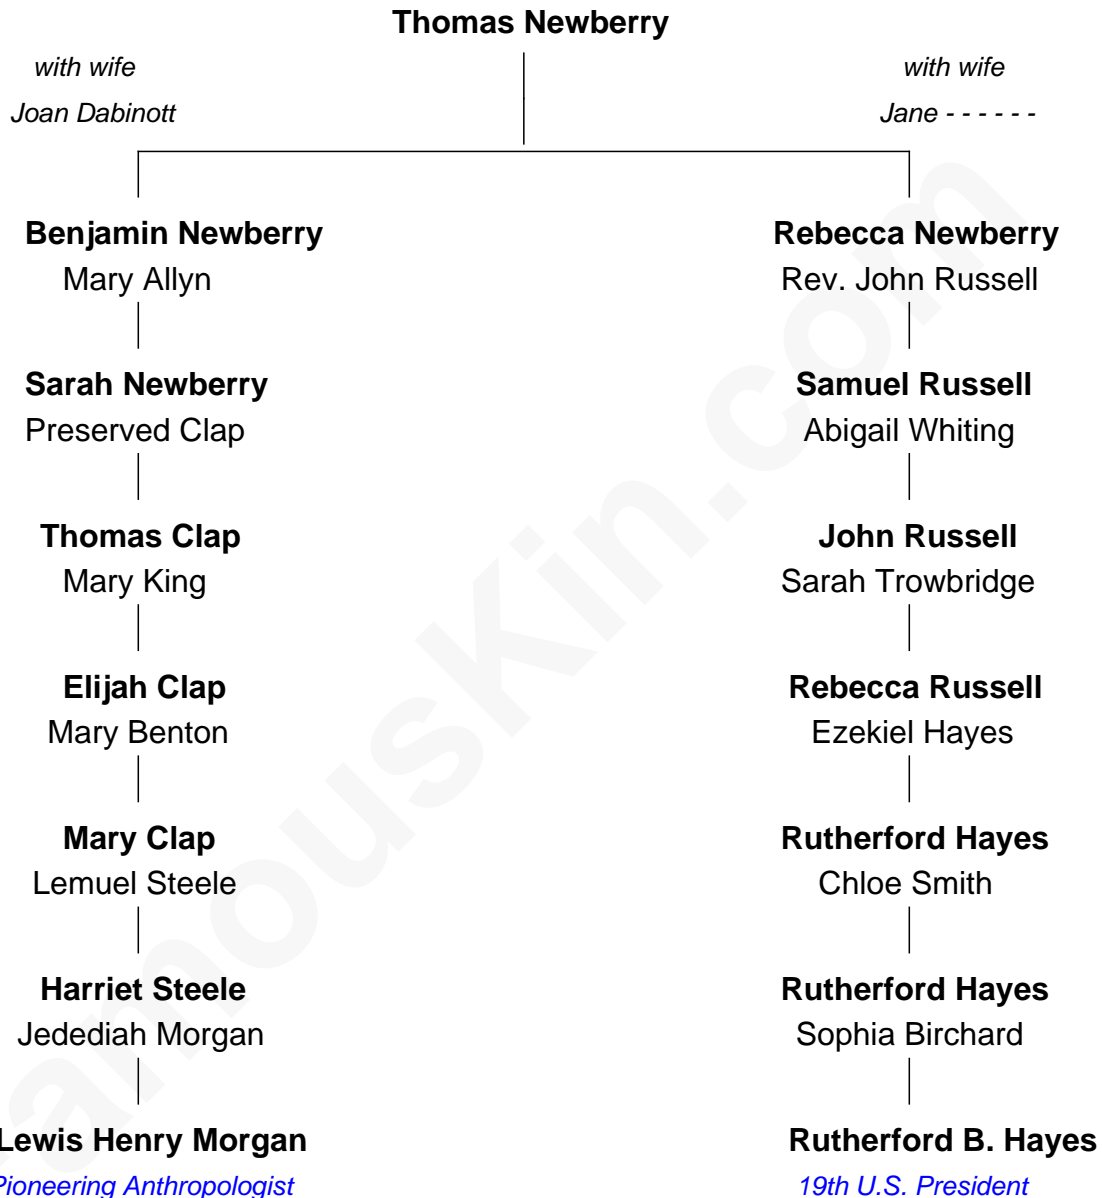 Thomas Newberry
with wife
with wife
Joan Dabinott
Jane - - - - - -
Benjamin Newberry
Rebecca Newberry
Mary Allyn
Rev. John Russell
Sarah Newberry
Samuel Russell
Preserved Clap
Abigail Whiting
Thomas Clap
John Russell
Mary King
Sarah Trowbridge
Elijah Clap
Rebecca Russell
Mary Benton
Ezekiel Hayes
Mary Clap
Rutherford Hayes
Lemuel Steele
Chloe Smith
Harriet Steele
Rutherford Hayes
Jedediah Morgan
Sophia Birchard
Lewis Henry Morgan
Rutherford B. Hayes
Pioneering Anthropologist
19th U.S. President
amousKin.com